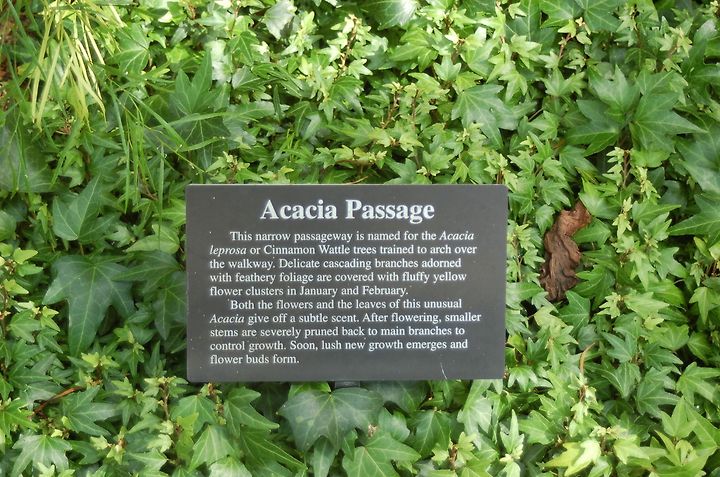 Acacia Passage
This narrow passageway is named for the Acacia
leprosa or Cinnamon Wattle trees trained to arch over
the walkway. Delicate cascading branches adorned
with feathery foliage are covered with fluffy yellow
flower clusters in January and February.
Both the flowers and the leaves of this unusual
Acacia give off a subtle scent. After flowering, smaller
stems are severely pruned back to main branches to
control growth. Soon, lush new growth emerges and
flower buds form.